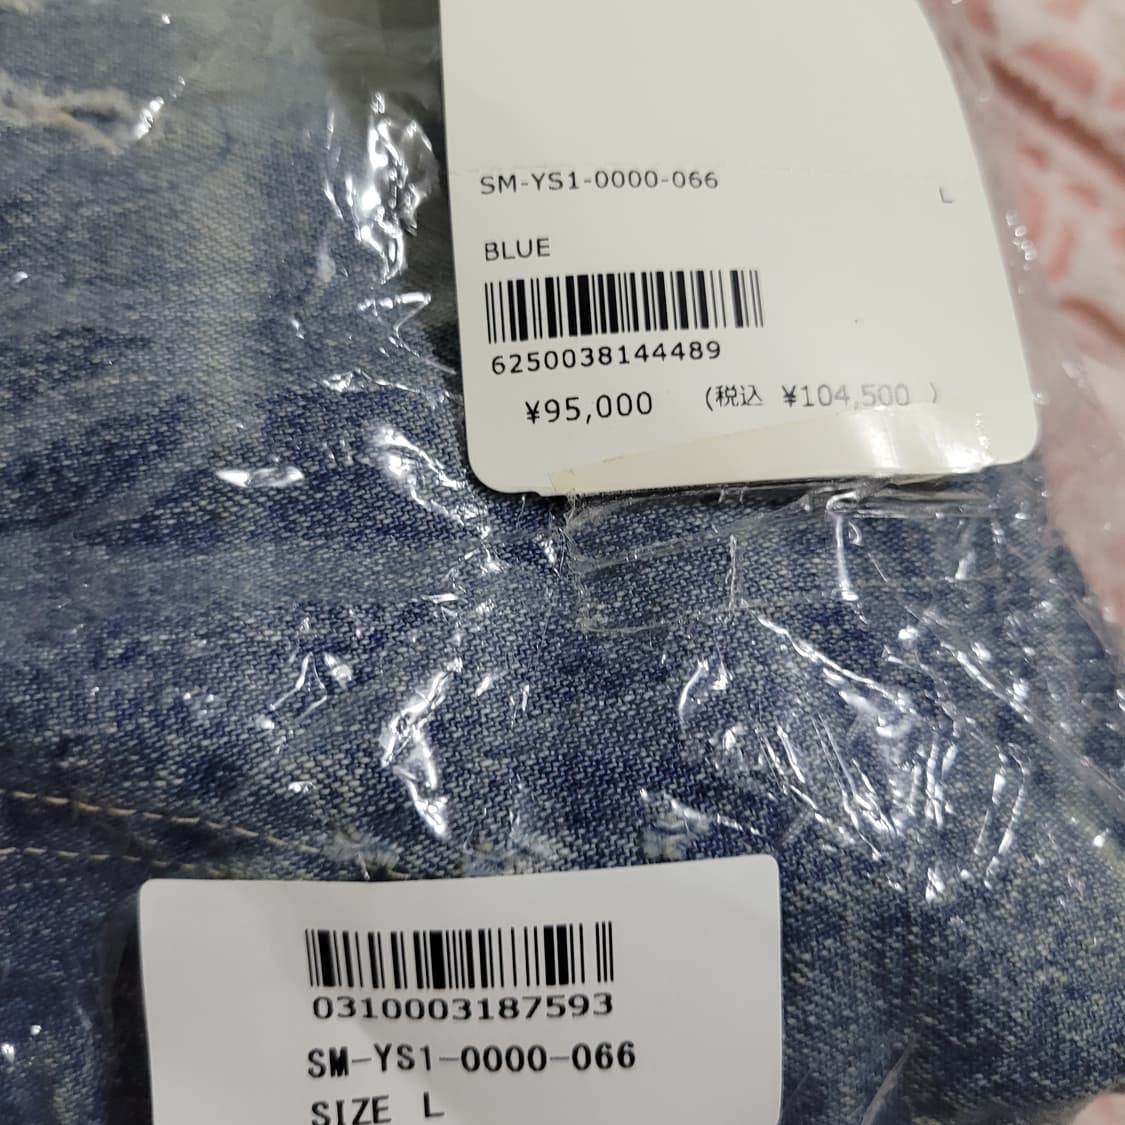 SM-YS1-0000-066 L
BLUE
6250038144489
¥95,000 (税込 ¥104,500 )
0310003187593
SM-YS1-0000-066
SIZE L